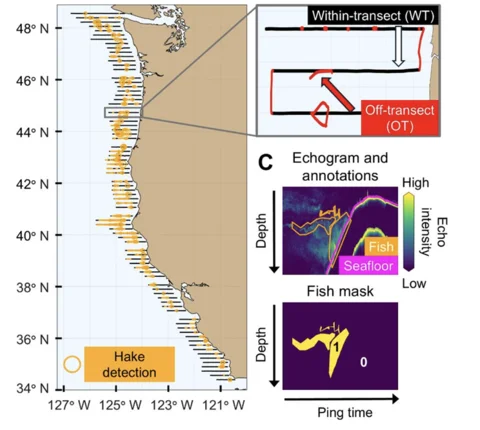 48° N
46° N
44° N
42° N
40° N
38° N
36° N
34° N
Hake
detection
127° W 125° W 123° W 121° W
Within-transect (WT)
Off-transect
(OT)
C
Echogram and
annotations
Depth
Fish
Seafloor
High
Echo
intensity
Low
Fish mask
Depth
1
0
Ping time